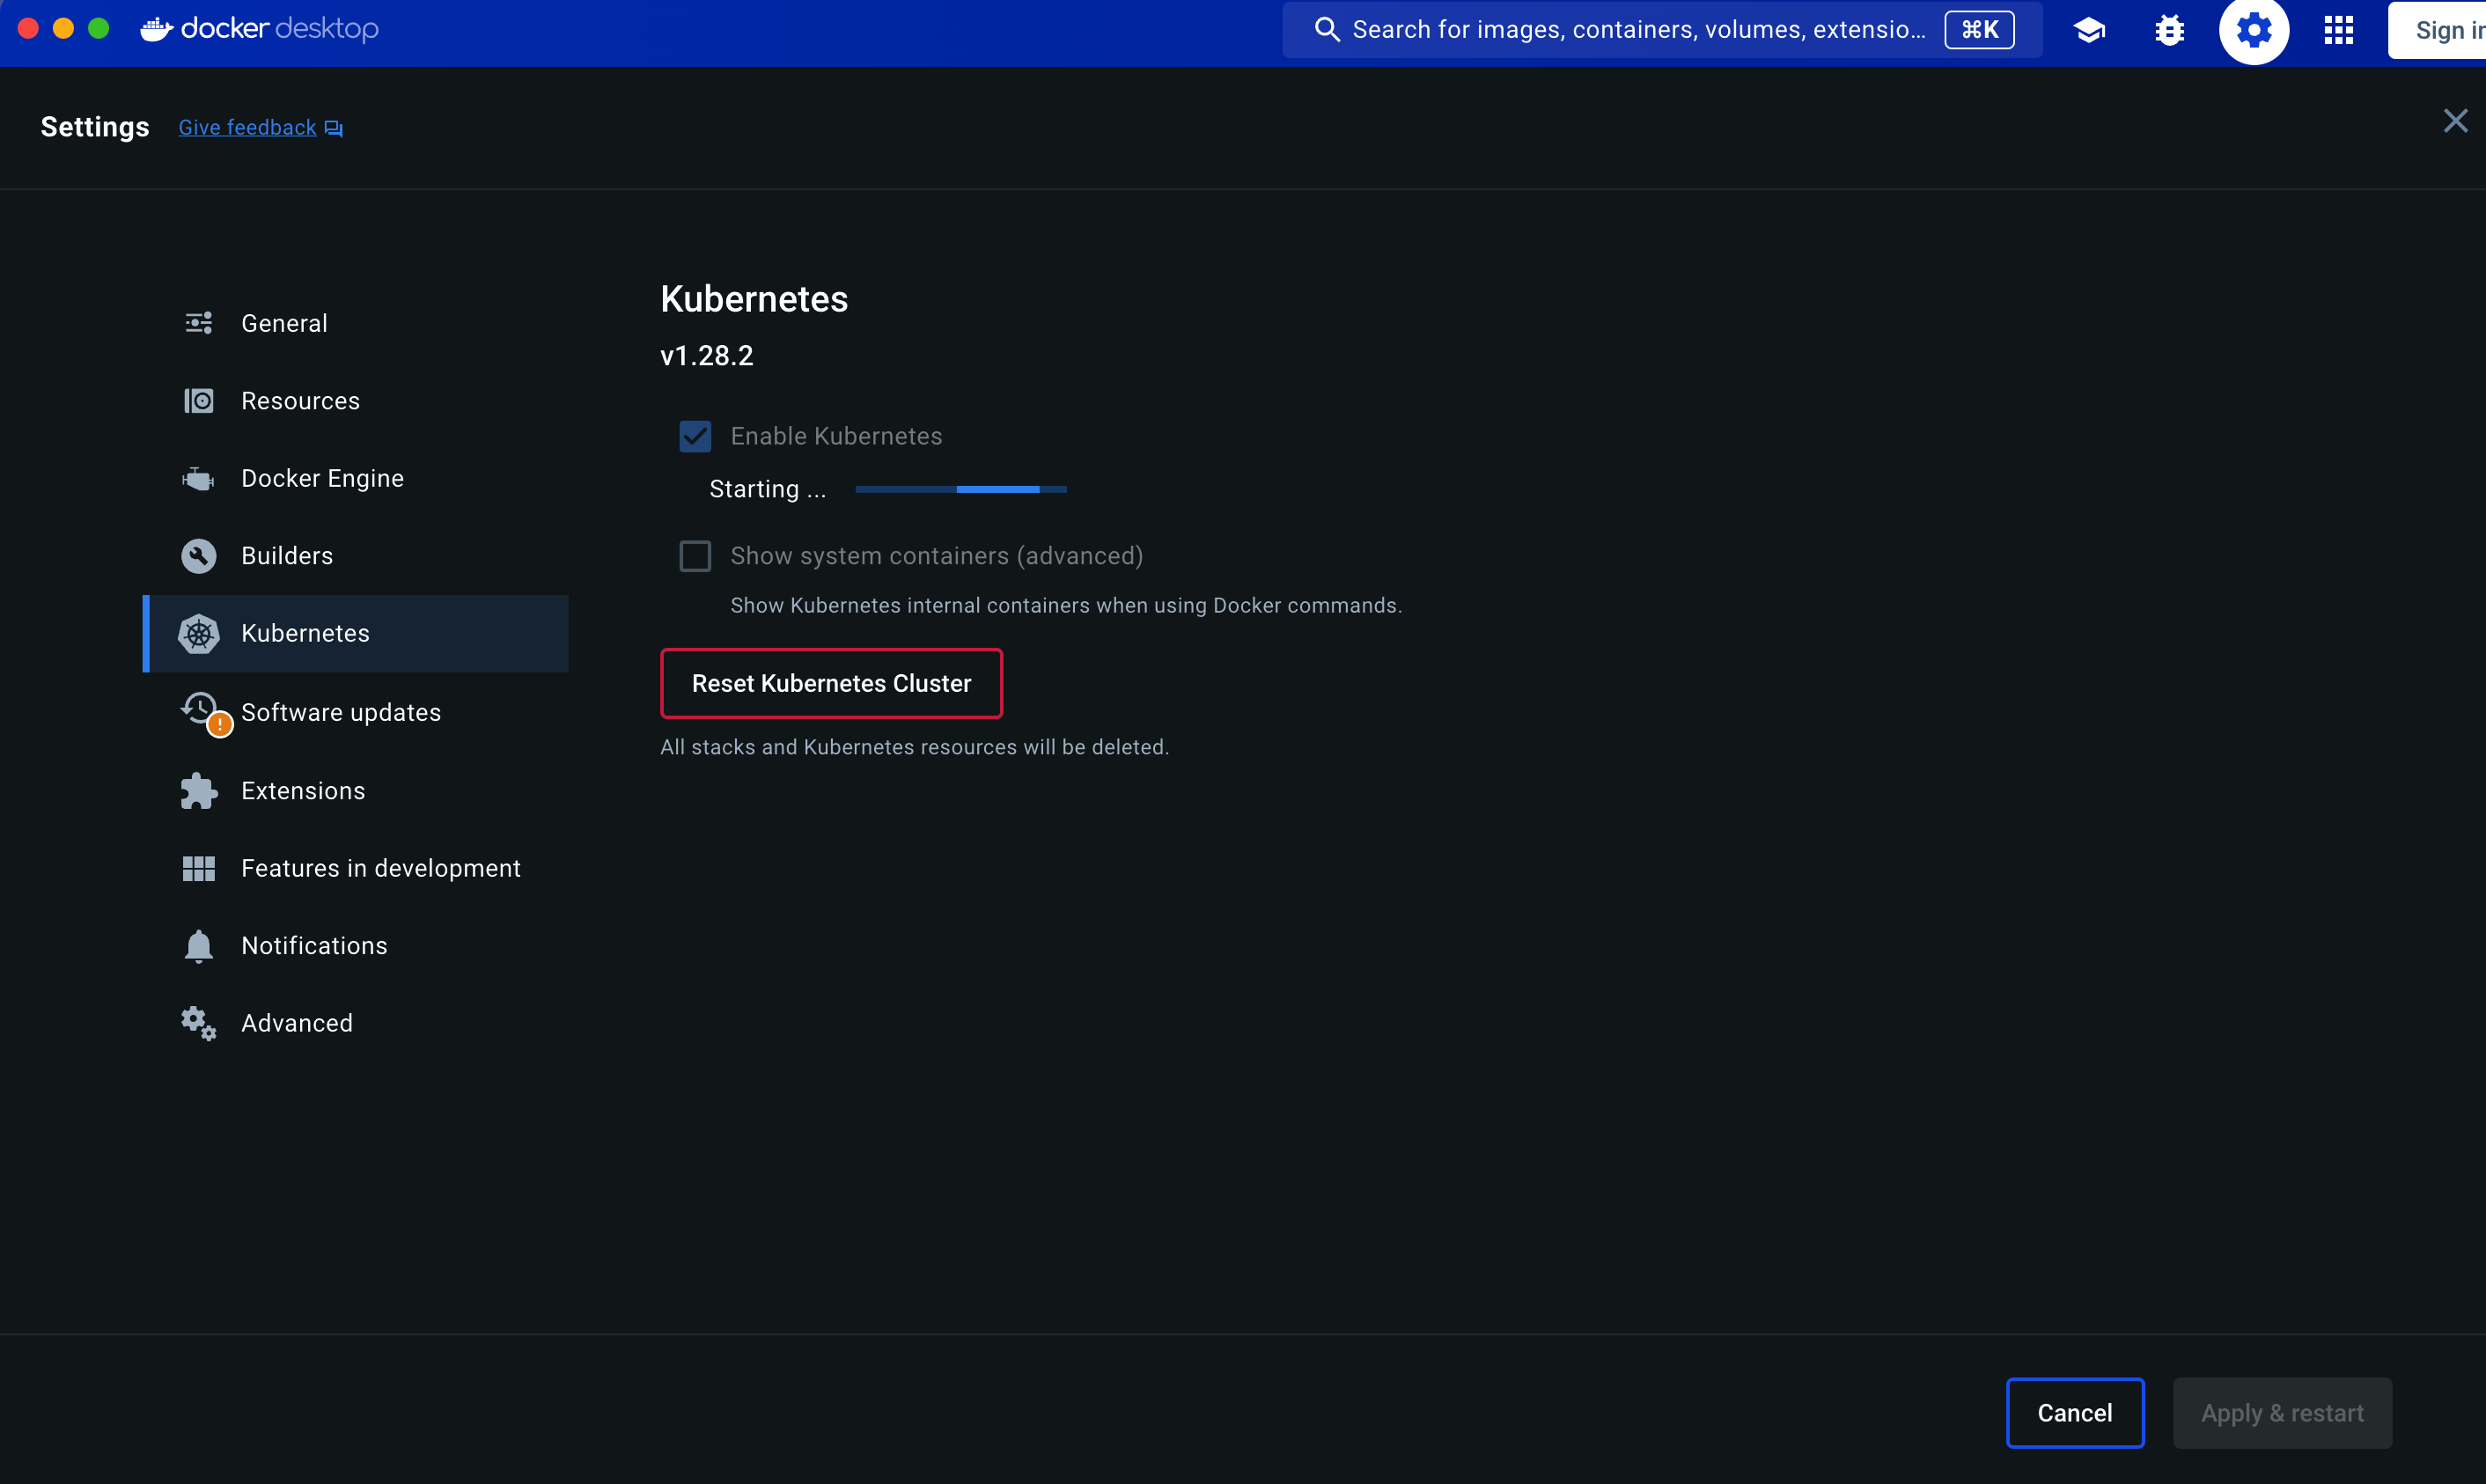 docker desktop
Search for images, containers, volumes, extensio...
⌘K
Settings
Give feedback
General
Resources
Docker Engine
Builders
Kubernetes
Software updates
Extensions
Features in development
Notifications
Advanced
Kubernetes
v1.28.2
Enable Kubernetes
Starting ...
Show system containers (advanced)
Show Kubernetes internal containers when using Docker commands.
Reset Kubernetes Cluster
All stacks and Kubernetes resources will be deleted.
Cancel
Apply & restart